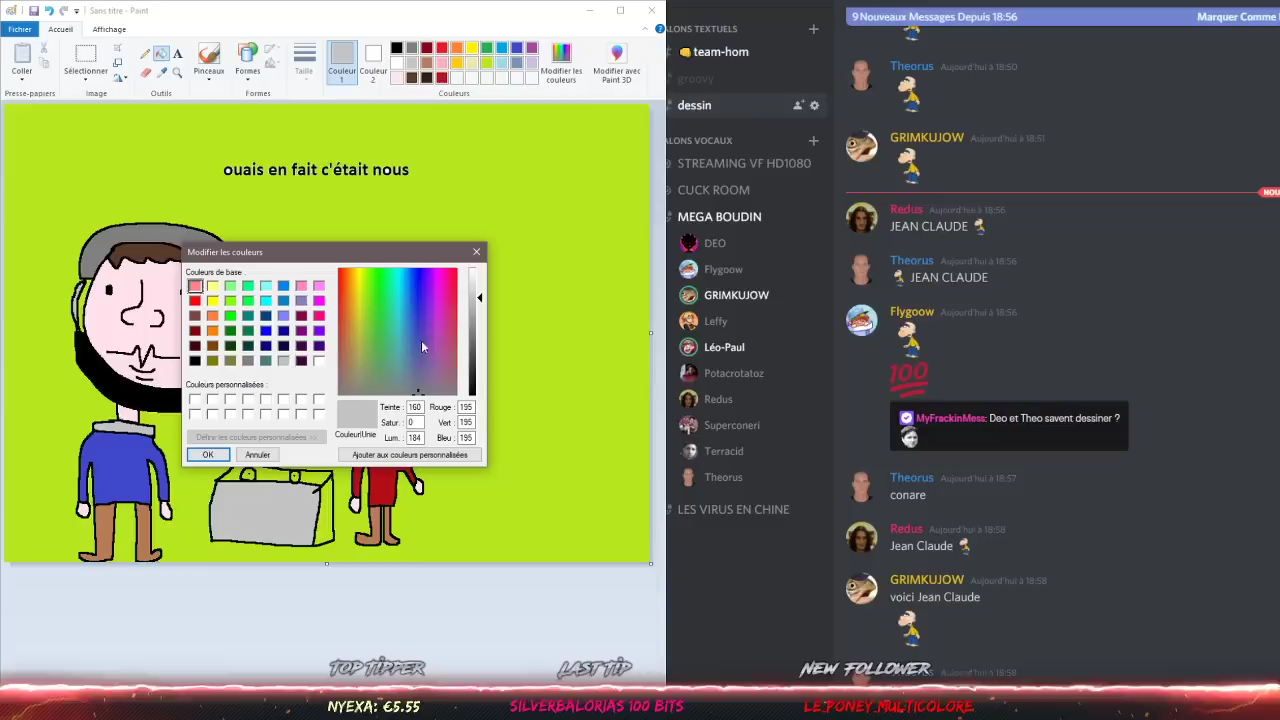 Sans titre - Paint
Fichier
Accueil
Affichage
Coller
Sélectionner
Pinceaux
Formes
Taille
Couleur 1
Couleur 2
Modifier les couleurs
Modifier avec Paint 3D
Presse-papiers
Image
Outils
Formes
Couleurs
ouais en fait c'était nous
Modifier les couleurs
Couleurs de base
Couleurs personnalisées :
Définir les couleurs personnalisées >>
OK
Annuler
Couleur|Unie
Teinte : 160
Rouge : 195
Satur. : 0
Vert : 195
Lum. : 184
Bleu : 195
Ajouter aux couleurs personnalisées
ALONS TEXTUELS
team-hom
groovy
dessin
ALONS VOCAUX
STREAMING VF HD1080
CUCK ROOM
MEGA BOUDIN
DEO
Flygoow
GRIMKUJOW
Leffy
Léo-Paul
Potacrotatoz
Redus
Superconeri
Terracid
Theorus
LES VIRUS EN CHINE
9 Nouveaux Messages Depuis 18:56
Marquer Comme
Theorus Aujourd'hui à 18:50
GRIMKUJOW Aujourd'hui à 18:51
NOU
Redus Aujourd'hui à 18:56
JEAN CLAUDE
Theorus Aujourd'hui à 18:56
JEAN CLAUDE
Flygoow Aujourd'hui à 18:56
100
MyFrackinMess: Deo et Theo savent dessiner ?
Theorus Aujourd'hui à 18:57
conare
Redus Aujourd'hui à 18:58
Jean Claude
GRIMKUJOW Aujourd'hui à 18:58
voici Jean Claude
TOP TIPPER
LAST TIP
NEW FOLLOWER
NYEXA: €5.55
SILVERBALORIAS 100 BITS
LE PONEY MULTICOLORE